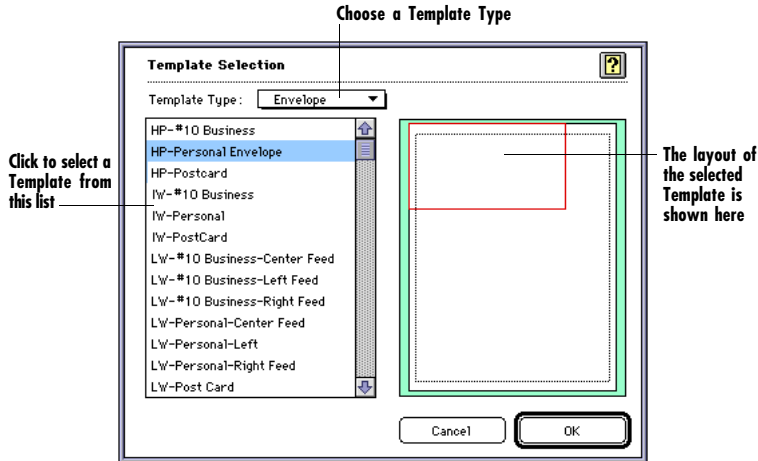 Choose a Template Type
Template Selection
?
Template Type: Envelope
HP-#10 Business
HP-Personal Envelope
HP-Postcard
IW-#10 Business
IW-Personal
IW-PostCard
LW-#10 Business-Center Feed
LW-#10 Business-Left Feed
LW-#10 Business-Right Feed
LW-Personal-Center Feed
LW-Personal-Left
LW-Personal-Right Feed
LW-Post Card
Click to select a
Template from
this list
The layout of
the selected
Template is
shown here
Cancel
OK